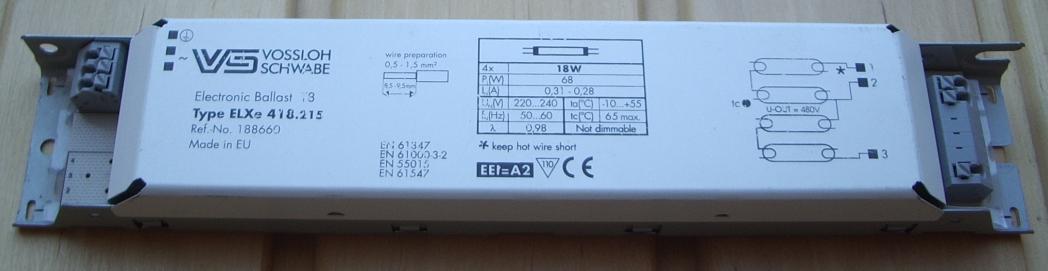 ~
VS VOSSLOH
SCHWABE
Electronic Ballast T8
Type ELXe 418.215
Ref.-No. 188660
Made in EU
wire preparation
0,5 - 1,5 mm²
8,5-9,5mm
EN 61347
EN 61000-3-2
EN 55015
EN 61547
4x 18W
68
(A) 0,31 - 0,28
(V) 220...240 ta(°C) -10...+55
(Hz) 50...60 tc(°C) 65 max.
λ 0,98 Not dimmable
* keep hot wire short
EEI=A2 110 CE
1
*
2
tc
U-OUT = 480V
3